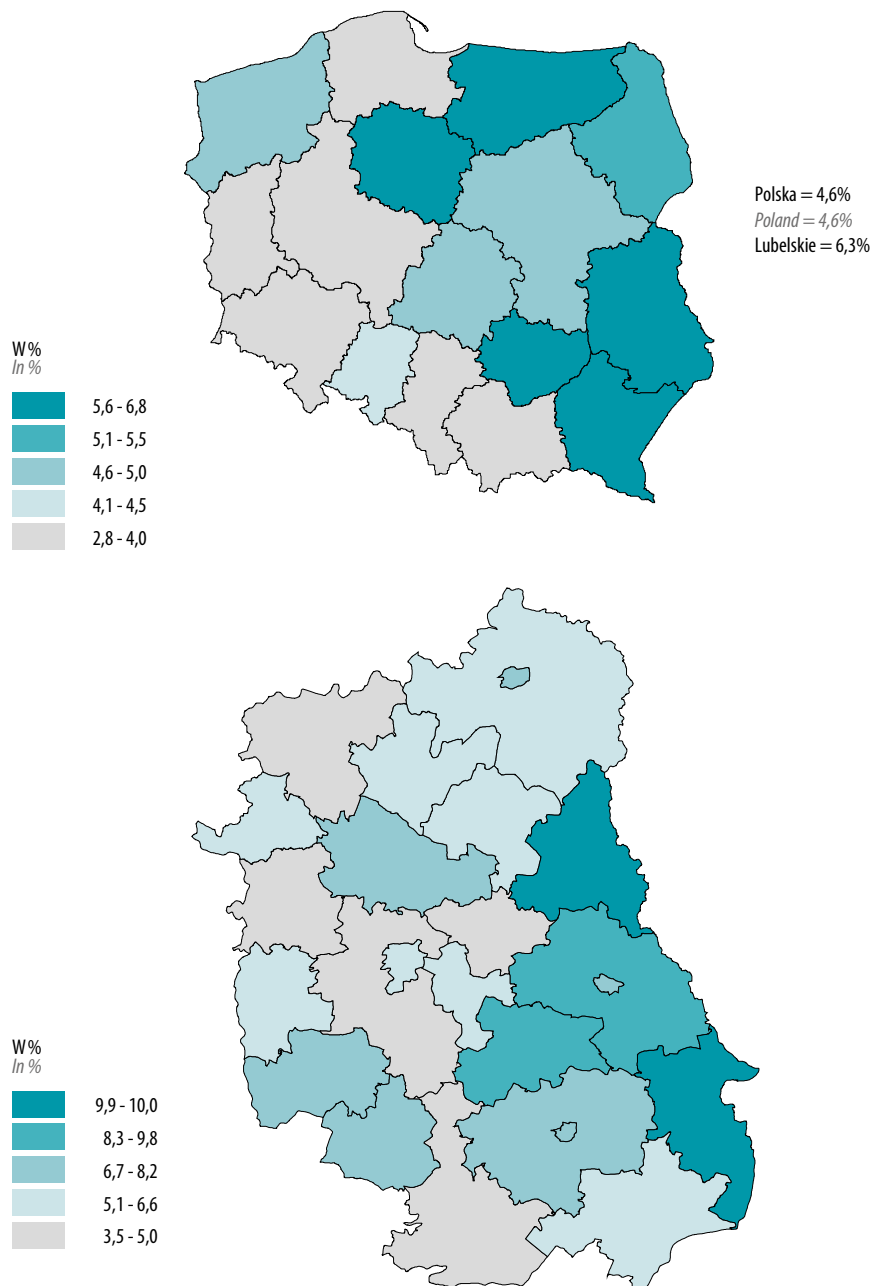 Polska = 4,6%
Poland = 4,6%
Lubelskie = 6,3%
W %
In %
5,6 - 6,8
5,1 - 5,5
4,6 - 5,0
4,1 - 4,5
2,8 - 4,0
W %
In %
9,9 - 10,0
8,3 - 9,8
6,7 - 8,2
5,1 - 6,6
3,5 - 5,0